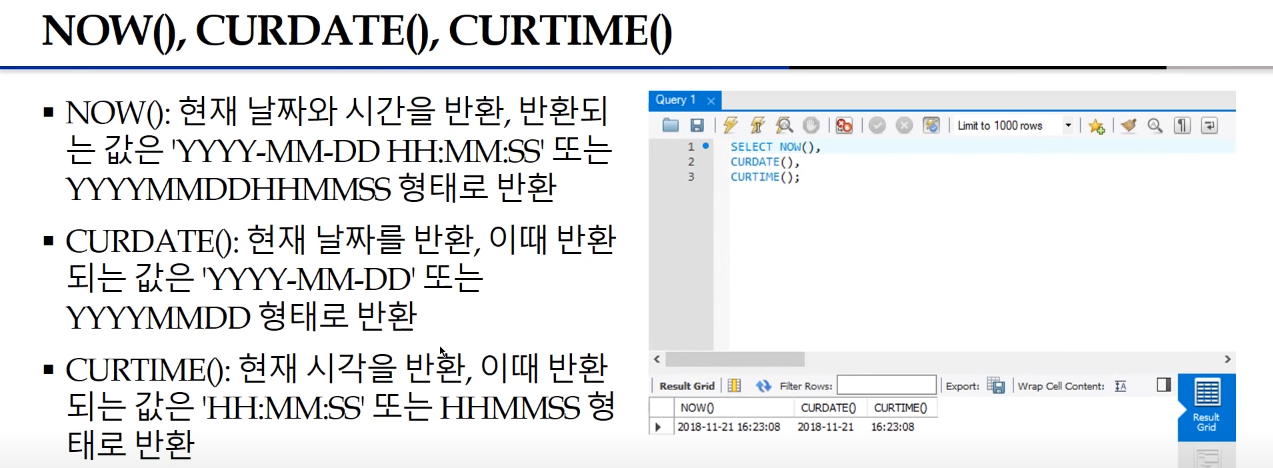 NOW(), CURDATE(), CURTIME()
▪ NOW(): 현재 날짜와 시간을 반환, 반환되
는 값은 'YYYY-MM-DD HH:MM:SS' 또는
YYYYMMDDHHMMSS 형태로 반환
▪ CURDATE(): 현재 날짜를 반환, 이때 반환
되는 값은 'YYYY-MM-DD' 또는
YYYYMMDD 형태로 반환
▪ CURTIME(): 현재 시각을 반환, 이때 반환
되는 값은 'HH:MM:SS' 또는 HHMMSS 형
태로 반환
Query 1
Limit to 1000 rows
1 SELECT NOW(),
2 CURDATE(),
3 CURTIME();
Result Grid Filter Rows: Export: Wrap Cell Content:
NOW() CURDATE() CURTIME()
2018-11-21 16:23:08 2018-11-21 16:23:08
Result
Grid